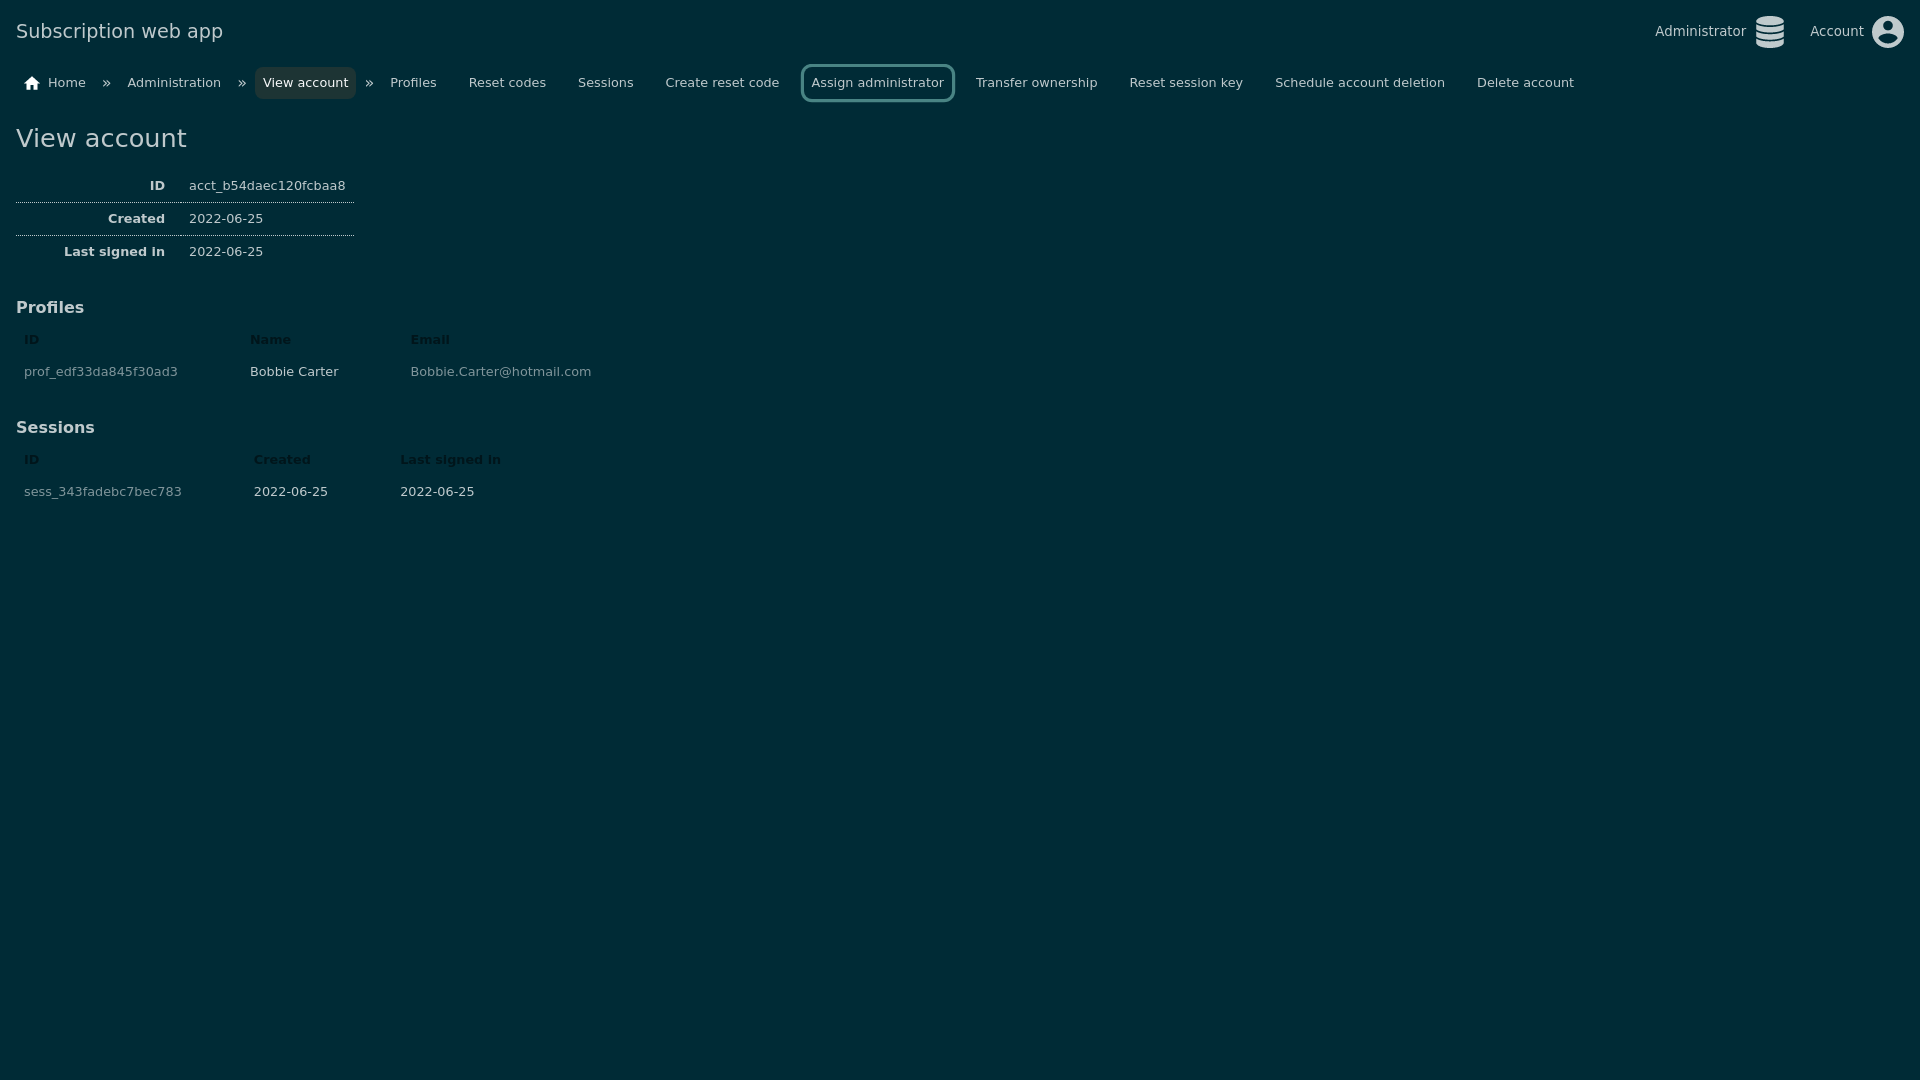 Subscription web app
Administrator
Account
Home » Administration » View account » Profiles Reset codes Sessions Create reset code Assign administrator Transfer ownership Reset session key Schedule account deletion Delete account
View account
ID acct_b54daec120fcbaa8
Created 2022-06-25
Last signed in 2022-06-25
Profiles
ID Name Email
prof_edf33da845f30ad3 Bobbie Carter Bobbie.Carter@hotmail.com
Sessions
ID Created Last signed in
sess_343fadebc7bec783 2022-06-25 2022-06-25